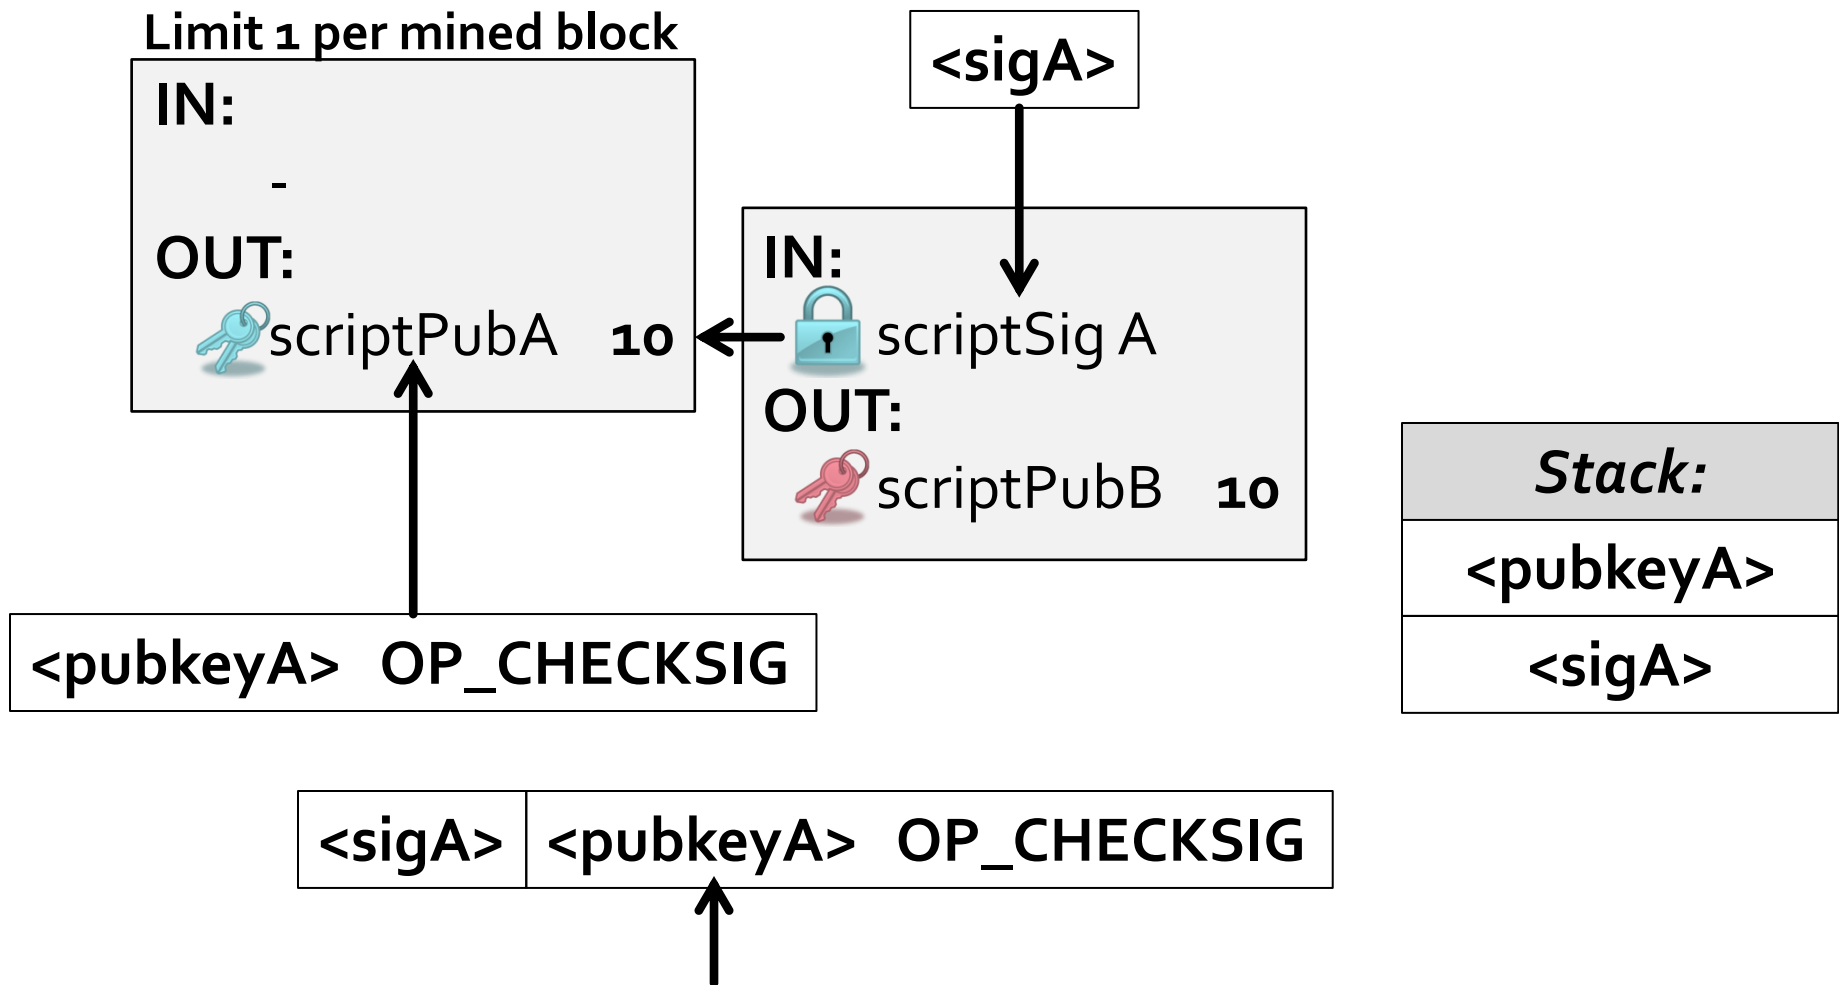 Limit 1 per mined block
IN:
-
OUT:
scriptPubA 10
<sigA>
IN:
scriptSig A
OUT:
scriptPubB 10
Stack:
<pubkeyA>
<sigA>
<pubkeyA> OP_CHECKSIG
<sigA> <pubkeyA> OP_CHECKSIG